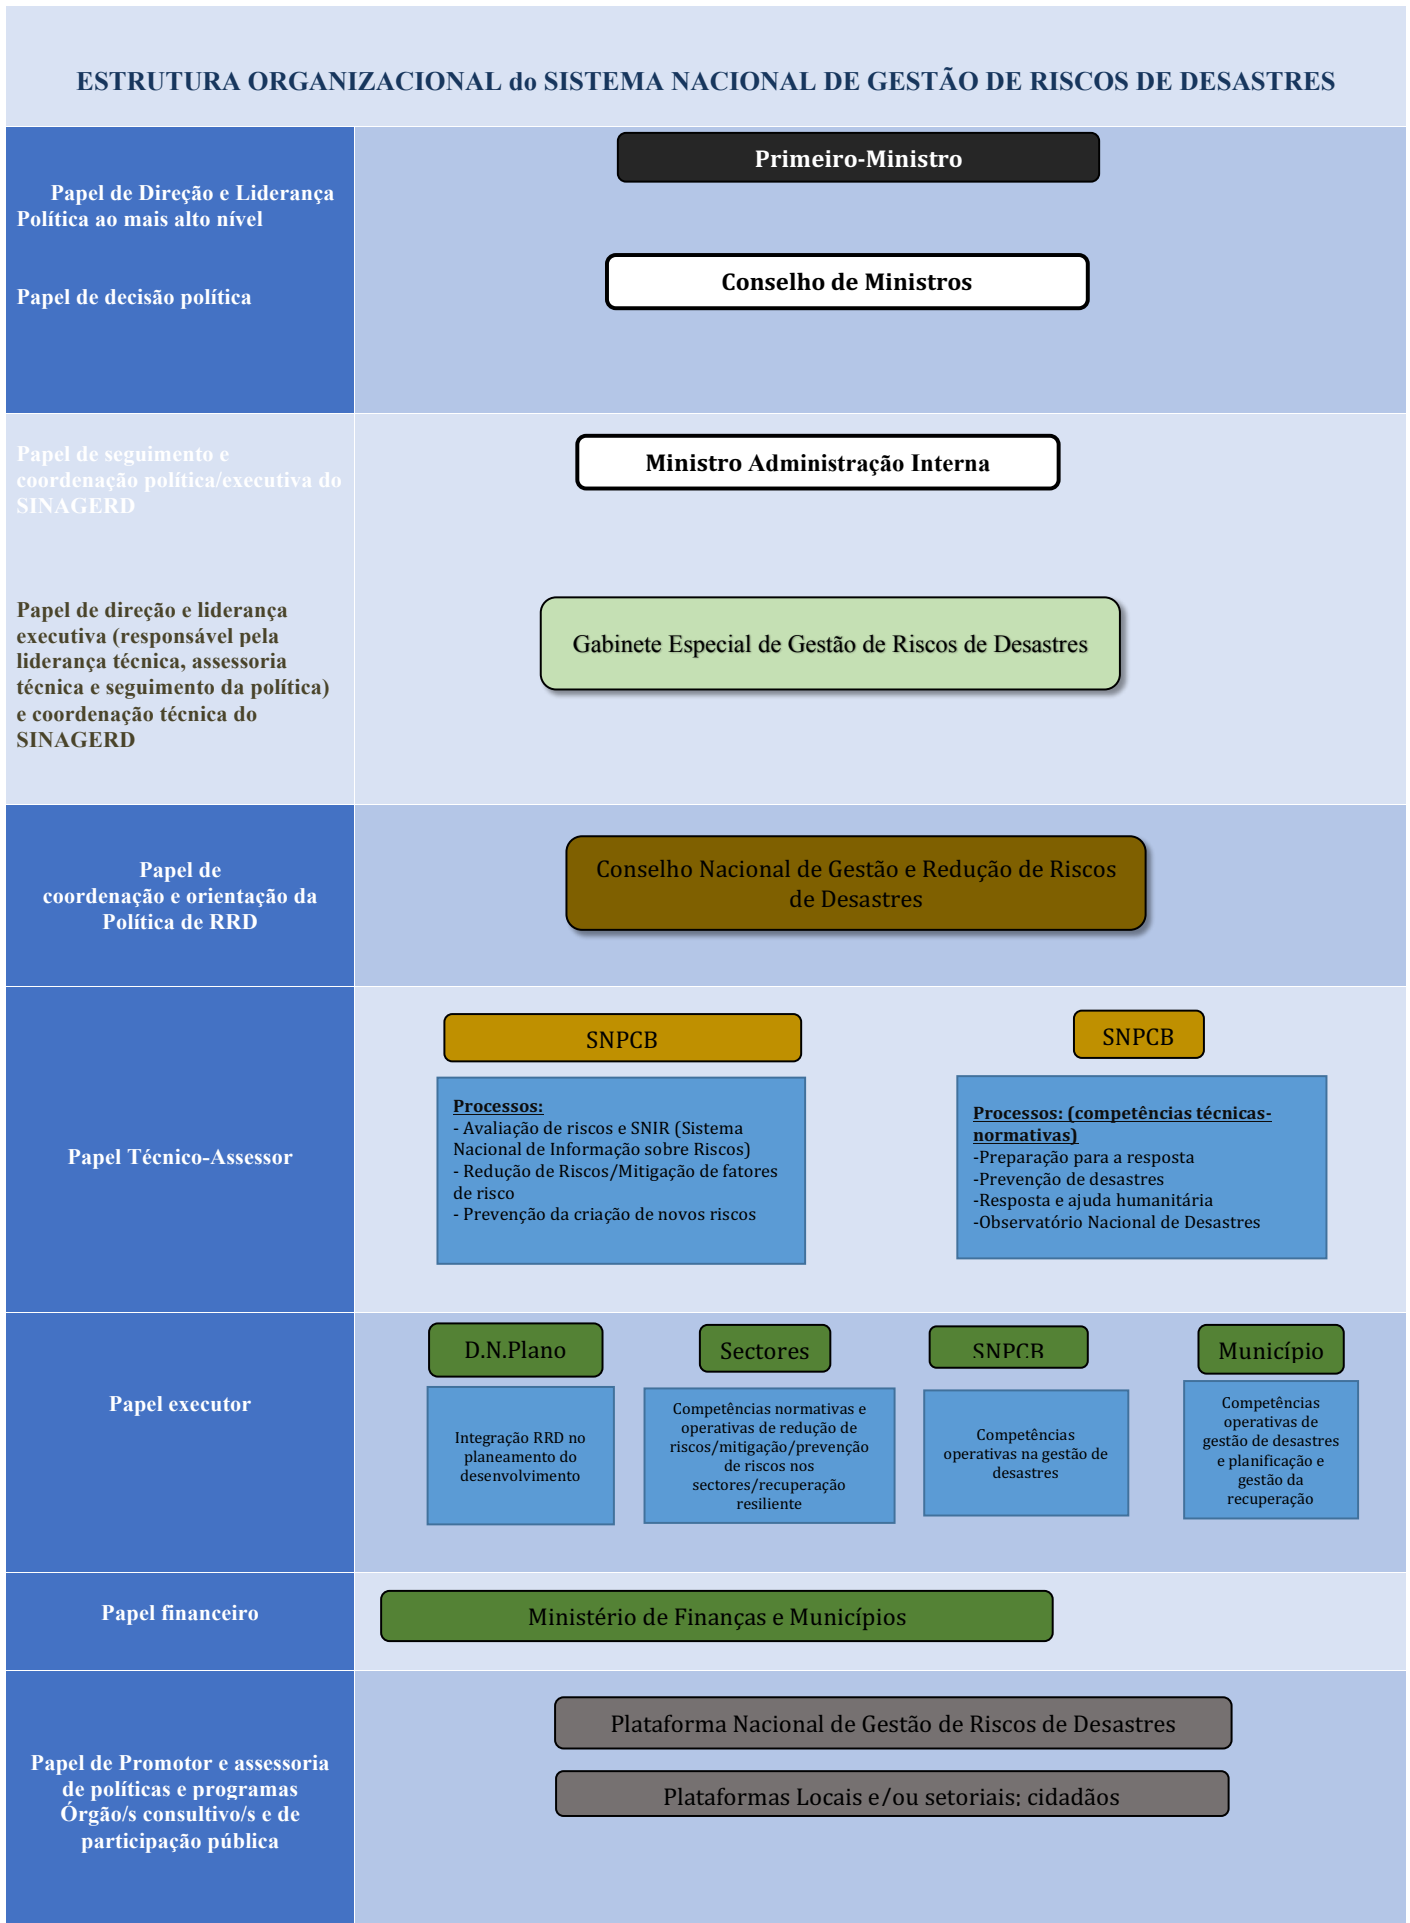 ESTRUTURA ORGANIZACIONAL do SISTEMA NACIONAL DE GESTÃO DE RISCOS DE DESASTRES
Papel de Direção e Liderança
Política ao mais alto nível
Papel de decisão política
Primeiro-Ministro
Conselho de Ministros
Papel de seguimento e
coordenação política/executiva do
SINAGERD
Ministro Administração Interna
Papel de direção e liderança
executiva (responsável pela
liderança técnica, assessoria
técnica e seguimento da política)
e coordenação técnica do
SINAGERD
Gabinete Especial de Gestão de Riscos de Desastres
Papel de
coordenação e orientação da
Política de RRD
Conselho Nacional de Gestão e Redução de Riscos
de Desastres
Papel Técnico-Assessor
SNPCB
Processos:
- Avaliação de riscos e SNIR (Sistema
Nacional de Informação sobre Riscos)
- Redução de Riscos/Mitigação de fatores
de risco
- Prevenção da criação de novos riscos
SNPCB
Processos: (competências técnicas-
normativas)
-Preparação para a resposta
-Prevenção de desastres
-Resposta e ajuda humanitária
-Observatório Nacional de Desastres
Papel executor
D.N.Plano
Integração RRD no
planeamento do
desenvolvimento
Sectores
Competências normativas e
operativas de redução de
riscos/mitigação/prevenção
de riscos nos
sectores/recuperação
resiliente
SNPCB
Competências
operativas na gestão de
desastres
Município
Competências
operativas de
gestão de desastres
e planificação e
gestão da
recuperação
Papel financeiro
Ministério de Finanças e Municípios
Papel de Promotor e assessoria
de políticas e programas
Órgão/s consultivo/s e de
participação pública
Plataforma Nacional de Gestão de Riscos de Desastres
Plataformas Locais e/ou setoriais; cidadãos